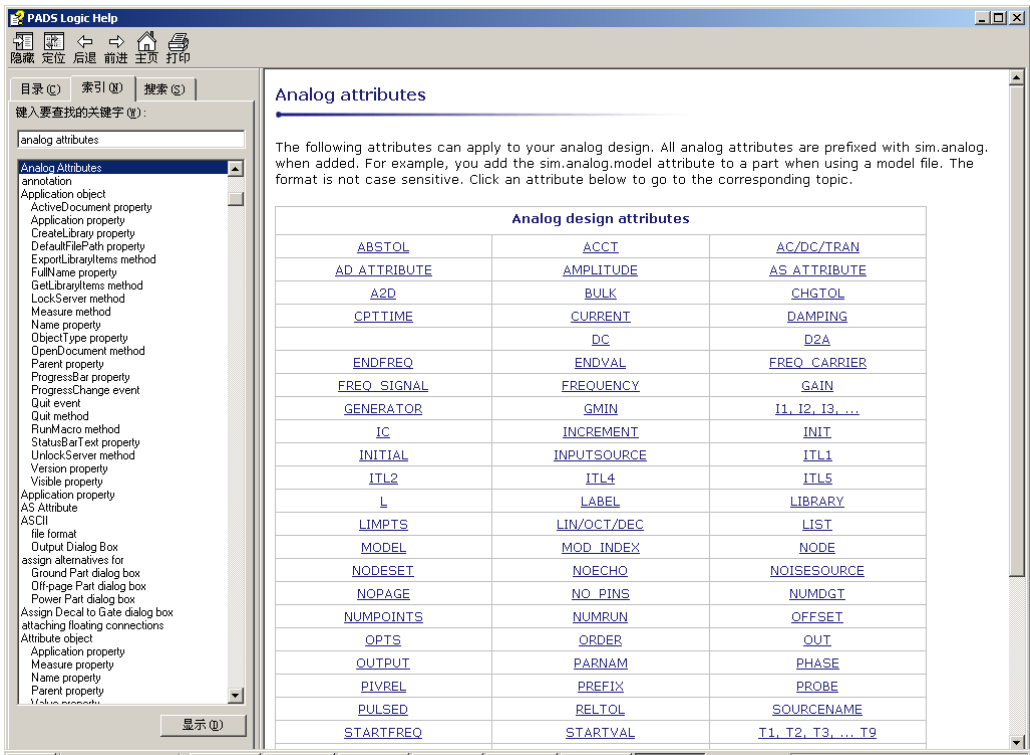 PADS Logic Help
隐藏 定位 后退 前进 主页 打印
目录(C) 索引(N) 搜索(S)
键入要查找的关键字(W):
analog attributes
Analog Attributes
annotation
Application object
ActiveDocument property
Application property
CreateLibrary property
DefaultFilePath property
ExportLibraryItems method
FullName property
GetLibraryItems method
LockServer method
Measure method
Name property
ObjectType property
OpenDocument method
Parent property
ProgressBar property
ProgressChange event
Quit event
Quit method
RunMacro method
StatusBarText property
UnlockServer method
Version property
Visible property
Application property
AS Attribute
ASCII
file format
Output Dialog Box
assign alternatives for
Ground Part dialog box
Off-page Part dialog box
Power Part dialog box
Assign Decal to Gate dialog box
attaching floating connections
Attribute object
Application property
Measure property
Name property
Parent property
Value property
显示(D)
Analog attributes
The following attributes can apply to your analog design. All analog attributes are prefixed with sim.analog.
when added. For example, you add the sim.analog.model attribute to a part when using a model file. The
format is not case sensitive. Click an attribute below to go to the corresponding topic.
Analog design attributes
ABSTOL ACCT AC/DC/TRAN
AD ATTRIBUTE AMPLITUDE AS ATTRIBUTE
A2D BULK CHGTOL
CPTTIME CURRENT DAMPING
DC D2A
ENDFREQ ENDVAL FREQ_CARRIER
FREQ_SIGNAL FREQUENCY GAIN
GENERATOR GMIN I1, I2, I3, ...
IC INCREMENT INIT
INITIAL INPUTSOURCE ITL1
ITL2 ITL4 ITL5
L LABEL LIBRARY
LIMPTS LIN/OCT/DEC LIST
MODEL MOD_INDEX NODE
NODESET NOECHO NOISESOURCE
NOPAGE NO_PINS NUMDGT
NUMPOINTS NUMRUN OFFSET
OPTS ORDER OUT
OUTPUT PARNAM PHASE
PIVREL PREFIX PROBE
PULSED RELTOL SOURCENAME
STARTFREQ STARTVAL T1, T2, T3, ... T9